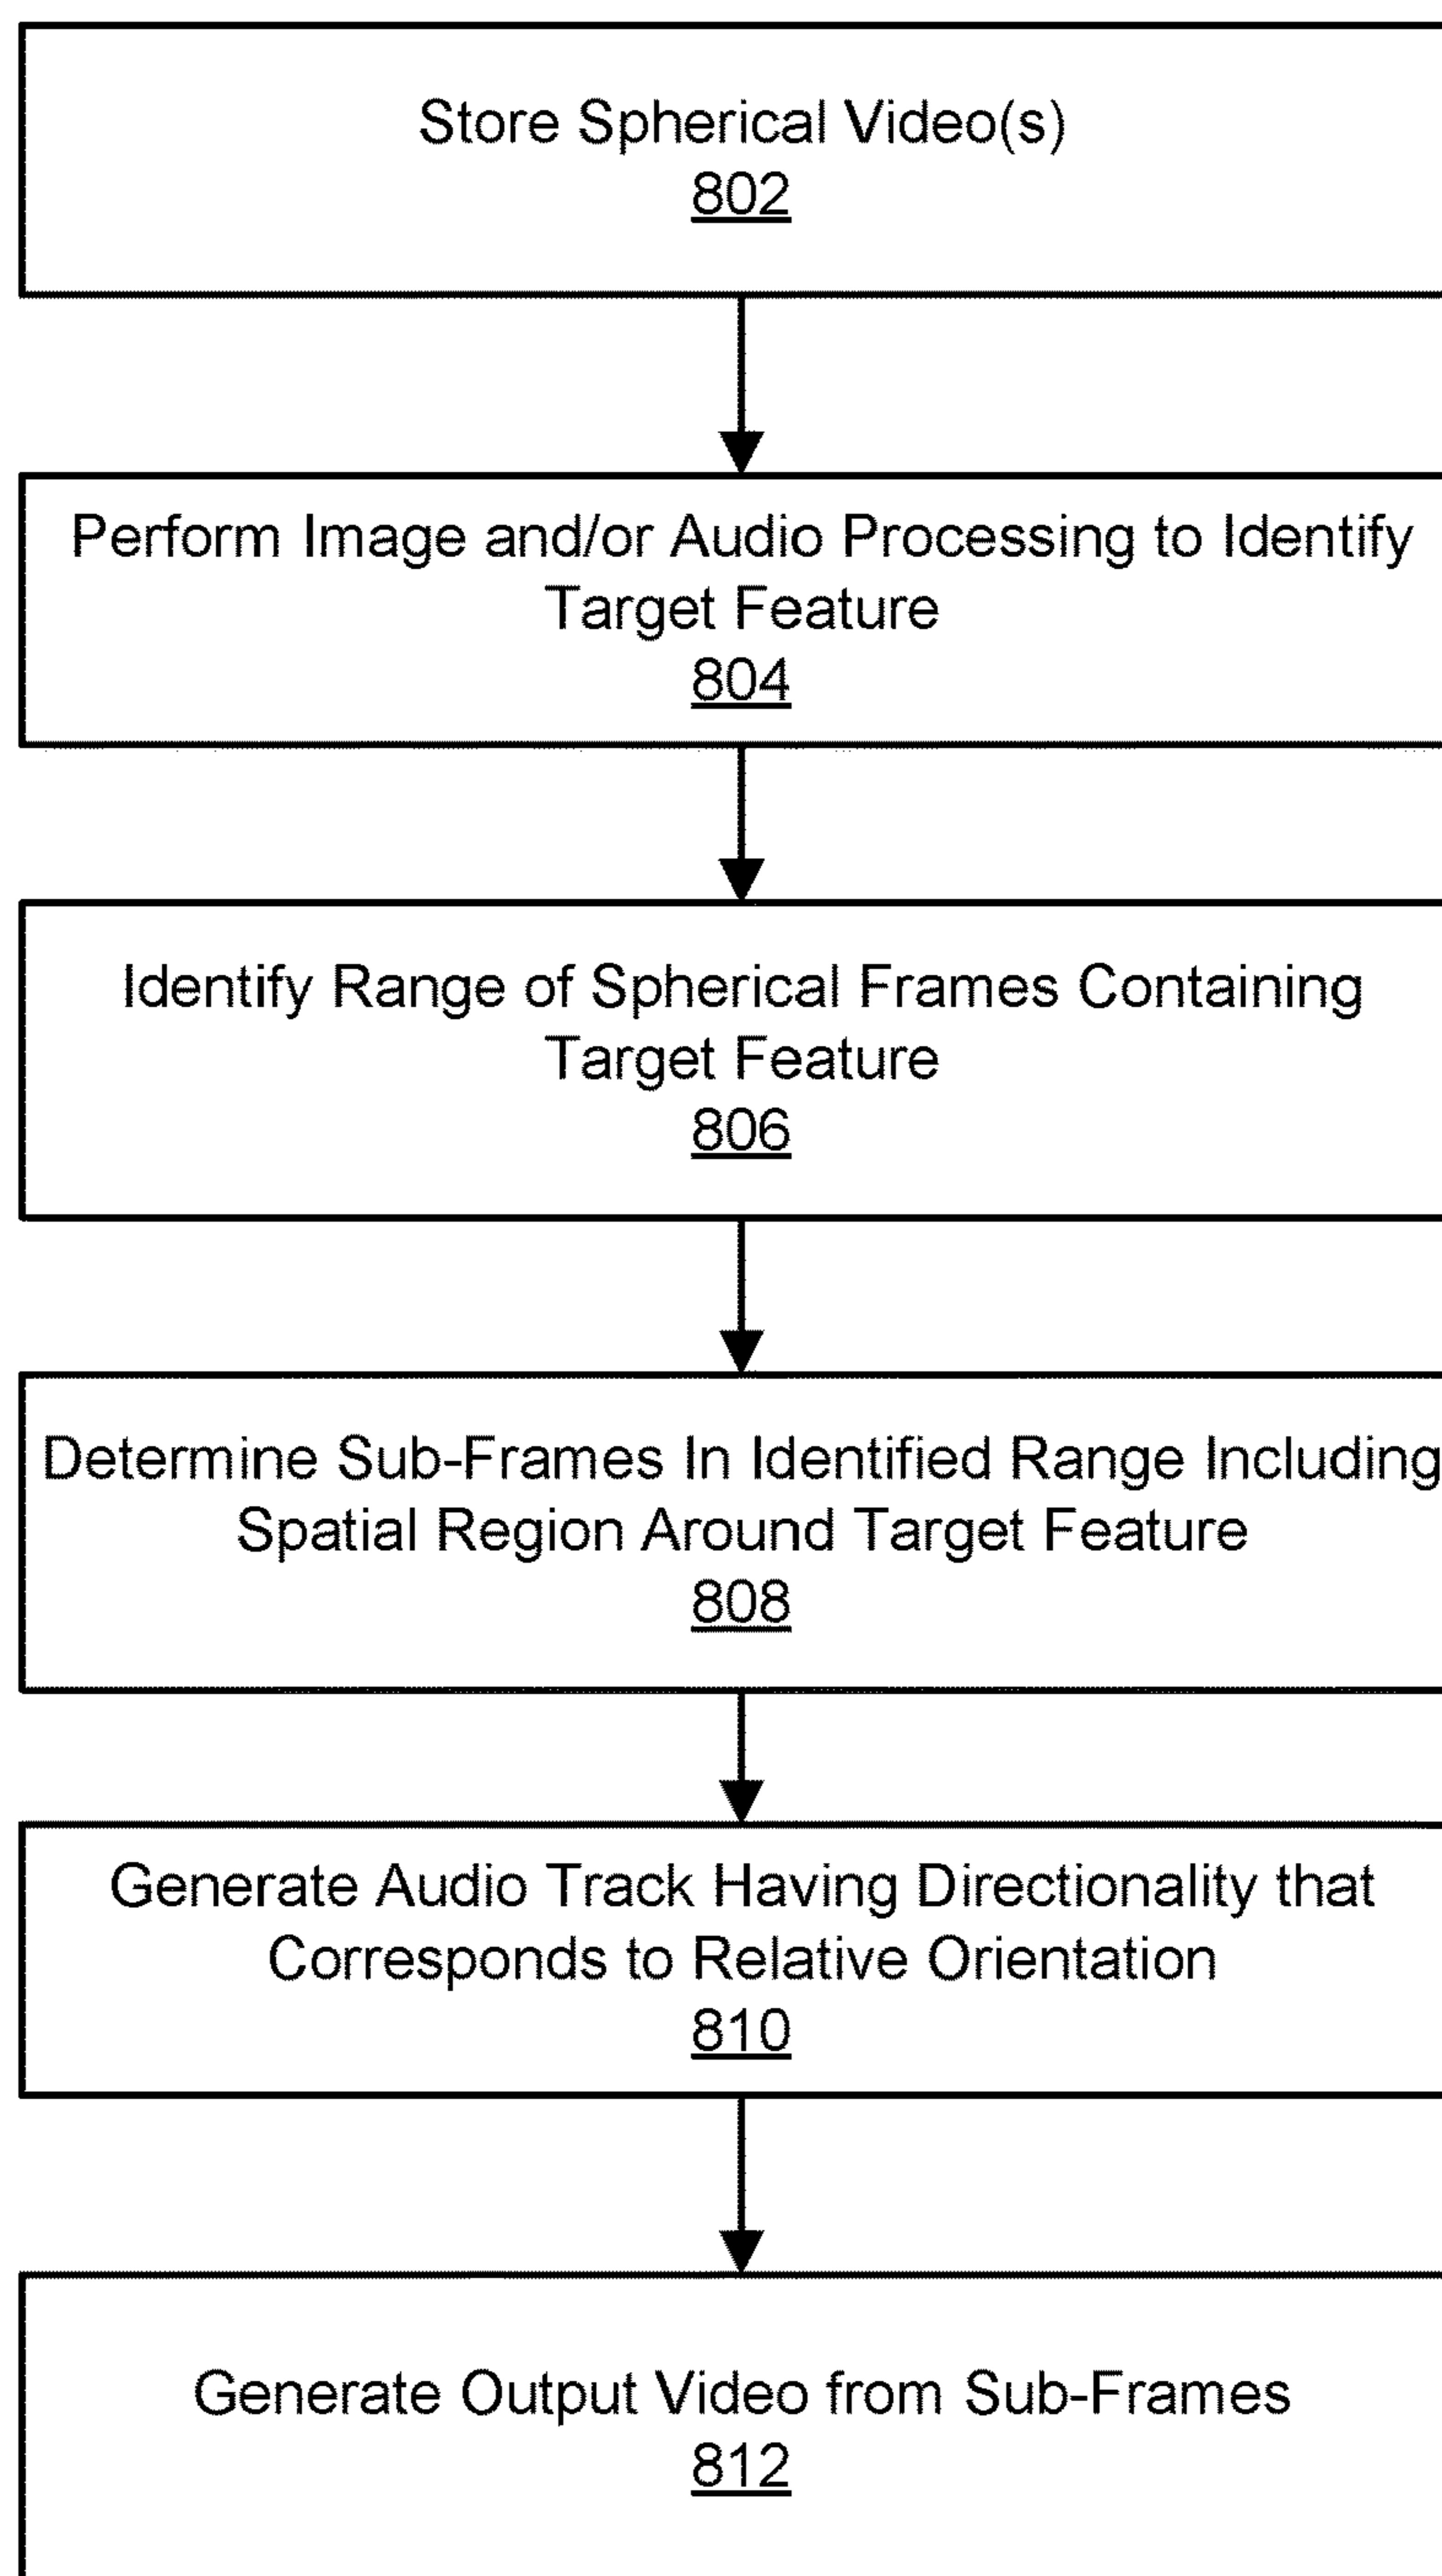 Store Spherical Video(s)
802
Perform Image and/or Audio Processing to Identify
Target Feature
804
Identify Range of Spherical Frames Containing
Target Feature
806
Determine Sub-Frames In Identified Range Including
Spatial Region Around Target Feature
808
Generate Audio Track Having Directionality that
Corresponds to Relative Orientation
810
Generate Output Video from Sub-Frames
812